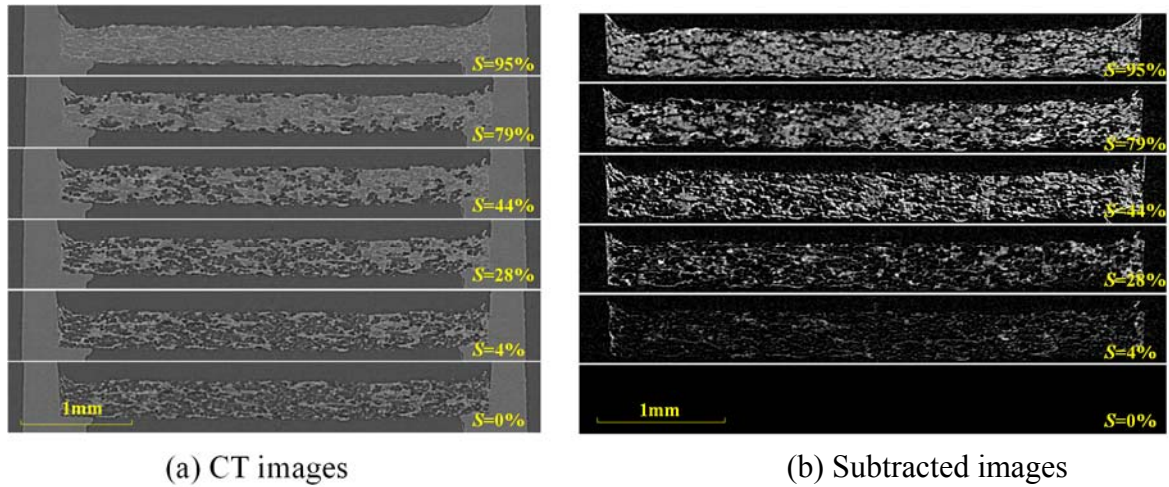 S=95%
S=79%
S=44%
S=28%
S=4%
1mm
S=0%
(a) CT images
S=95%
S=79%
S=44%
S=28%
S=4%
1mm
S=0%
(b) Subtracted images